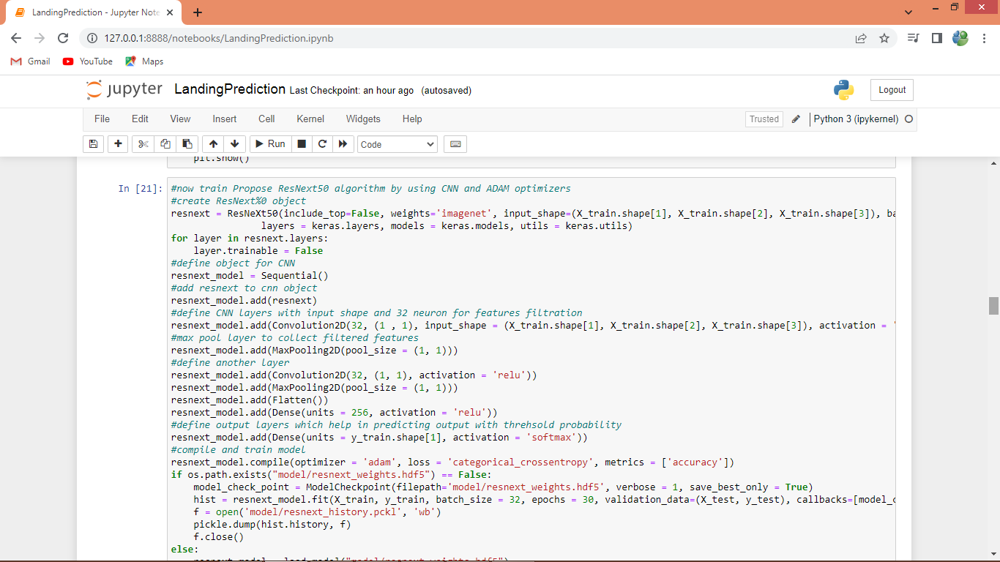 LandingPrediction - Jupyter Note
127.0.0.1:8888/notebooks/LandingPrediction.ipynb
Gmail YouTube Maps
jupyter LandingPrediction Last Checkpoint: an hour ago (autosaved) Logout
File Edit View Insert Cell Kernel Widgets Help Trusted Python 3 (ipykernel)
Run Code
plt.show()
In [21]: #now train Propose ResNext50 algorithm by using CNN and ADAM optimizers
#create ResNext%0 object
resnext = ResNeXt50(include_top=False, weights='imagenet', input_shape=(X_train.shape[1], X_train.shape[2], X_train.shape[3]), ba
layers = keras.layers, models = keras.models, utils = keras.utils)
for layer in resnext.layers:
layer.trainable = False
#define object for CNN
resnext_model = Sequential()
#add resnext to cnn object
resnext_model.add(resnext)
#define CNN layers with input shape and 32 neuron for features filtration
resnext_model.add(Convolution2D(32, (1 , 1), input_shape = (X_train.shape[1], X_train.shape[2], X_train.shape[3]), activation = '
#max pool layer to collect filtered features
resnext_model.add(MaxPooling2D(pool_size = (1, 1)))
#define another layer
resnext_model.add(Convolution2D(32, (1, 1), activation = 'relu'))
resnext_model.add(MaxPooling2D(pool_size = (1, 1)))
resnext_model.add(Flatten())
resnext_model.add(Dense(units = 256, activation = 'relu'))
#define output layers which help in predicting output with threhsold probability
resnext_model.add(Dense(units = y_train.shape[1], activation = 'softmax'))
#compile and train model
resnext_model.compile(optimizer = 'adam', loss = 'categorical_crossentropy', metrics = ['accuracy'])
if os.path.exists("model/resnext_weights.hdf5") == False:
model_check_point = ModelCheckpoint(filepath='model/resnext_weights.hdf5', verbose = 1, save_best_only = True)
hist = resnext_model.fit(X_train, y_train, batch_size = 32, epochs = 30, validation_data=(X_test, y_test), callbacks=[model_c
f = open('model/resnext_history.pckl', 'wb')
pickle.dump(hist.history, f)
f.close()
else: